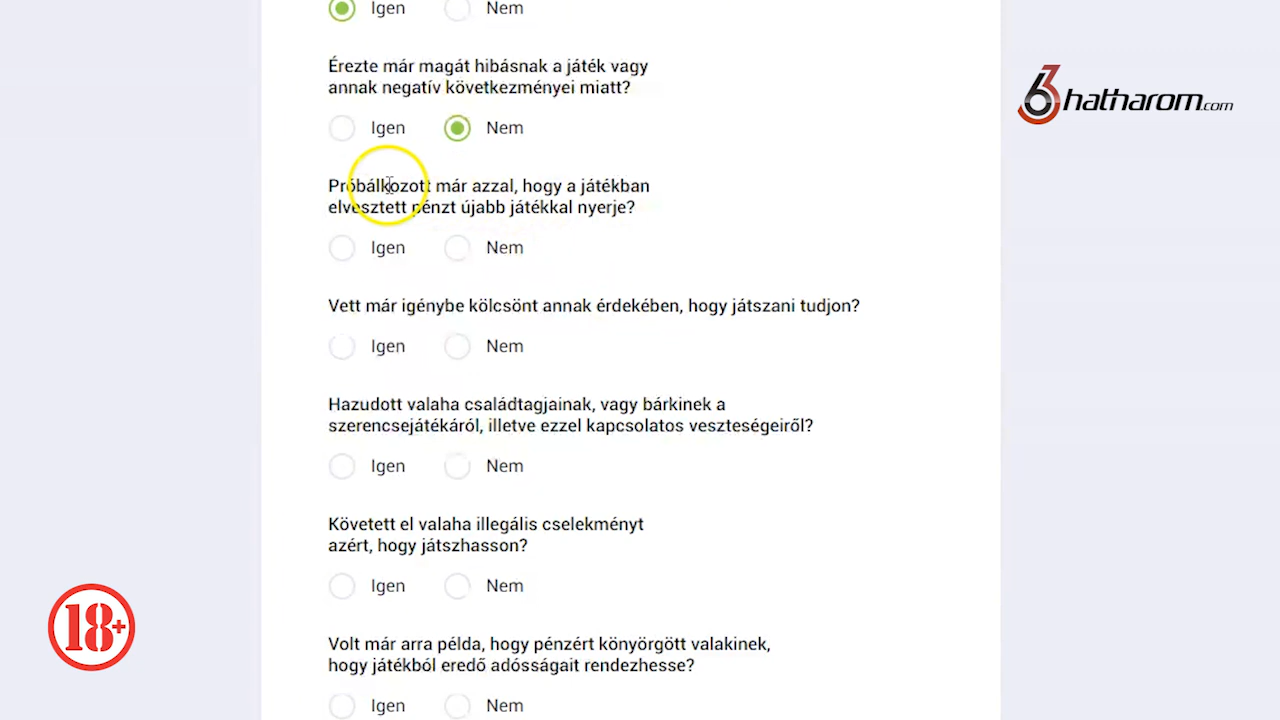 Igen Nem
Érezte már magát hibásnak a játék vagy
annak negatív következményei miatt?
Igen Nem
Próbálkozott már azzal, hogy a játékban
elvesztett pénzt újabb játékkal nyerje?
Igen Nem
Vett már igénybe kölcsönt annak érdekében, hogy játszani tudjon?
Igen Nem
Hazudott valaha családtagjainak, vagy bárkinek a
szerencsejátékáról, illetve ezzel kapcsolatos veszteségeiről?
Igen Nem
Követett el valaha illegális cselekményt
azért, hogy játszhasson?
Igen Nem
Volt már arra példa, hogy pénzért könyörgött valakinek,
hogy játékból eredő adósságait rendezhesse?
Igen Nem
63 hatharom.com
18+